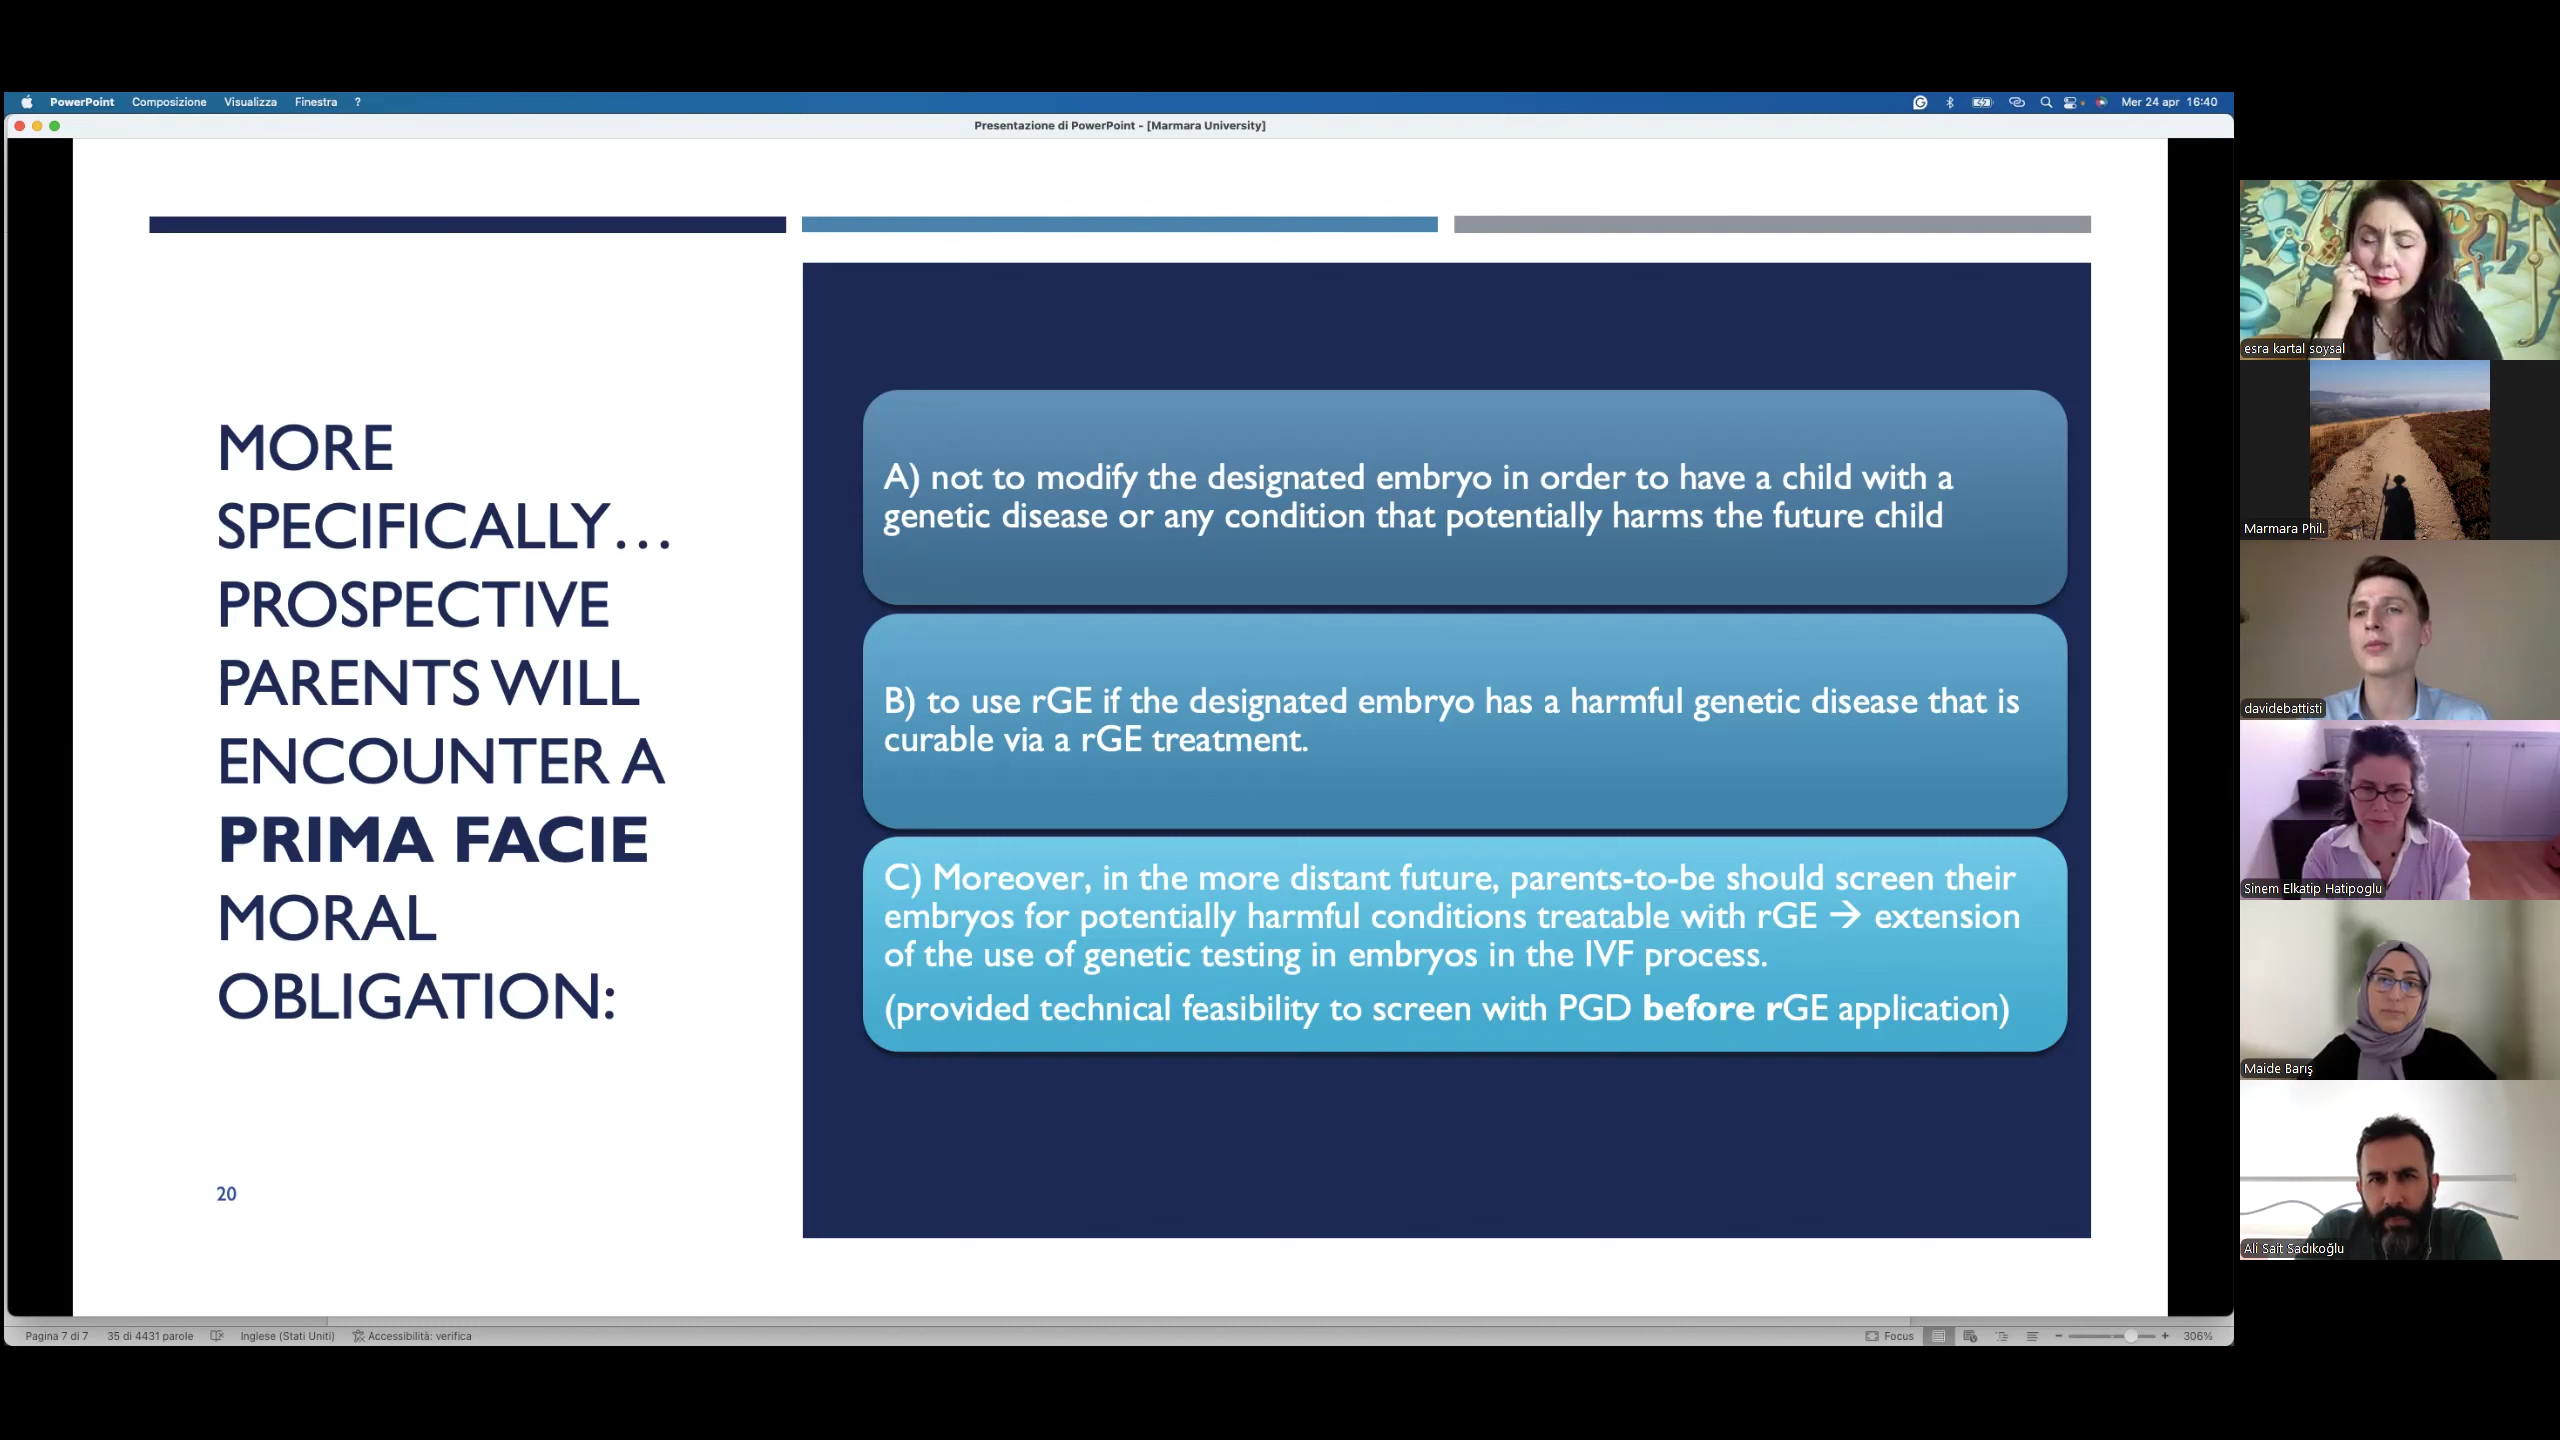 PowerPoint Composizione Visualizza Finestra ?
Mer 24 apr 16:40
Presentazione di PowerPoint - [Marmara University]
MORE
SPECIFICALLY…
PROSPECTIVE
PARENTS WILL
ENCOUNTER A
PRIMA FACIE
MORAL
OBLIGATION:
20
A) not to modify the designated embryo in order to have a child with a
genetic disease or any condition that potentially harms the future child
B) to use rGE if the designated embryo has a harmful genetic disease that is
curable via a rGE treatment.
C) Moreover, in the more distant future, parents-to-be should screen their
embryos for potentially harmful conditions treatable with rGE → extension
of the use of genetic testing in embryos in the IVF process.
(provided technical feasibility to screen with PGD before rGE application)
Pagina 7 di 7 35 di 4431 parole Inglese (Stati Uniti) Accessibilità: verifica
Focus
306%
esra kartal soysal
Marmara Phil.
davidebattisti
Sinem Elkatip Hatipoglu
Maide Barış
Ali Sait Sadıkoğlu